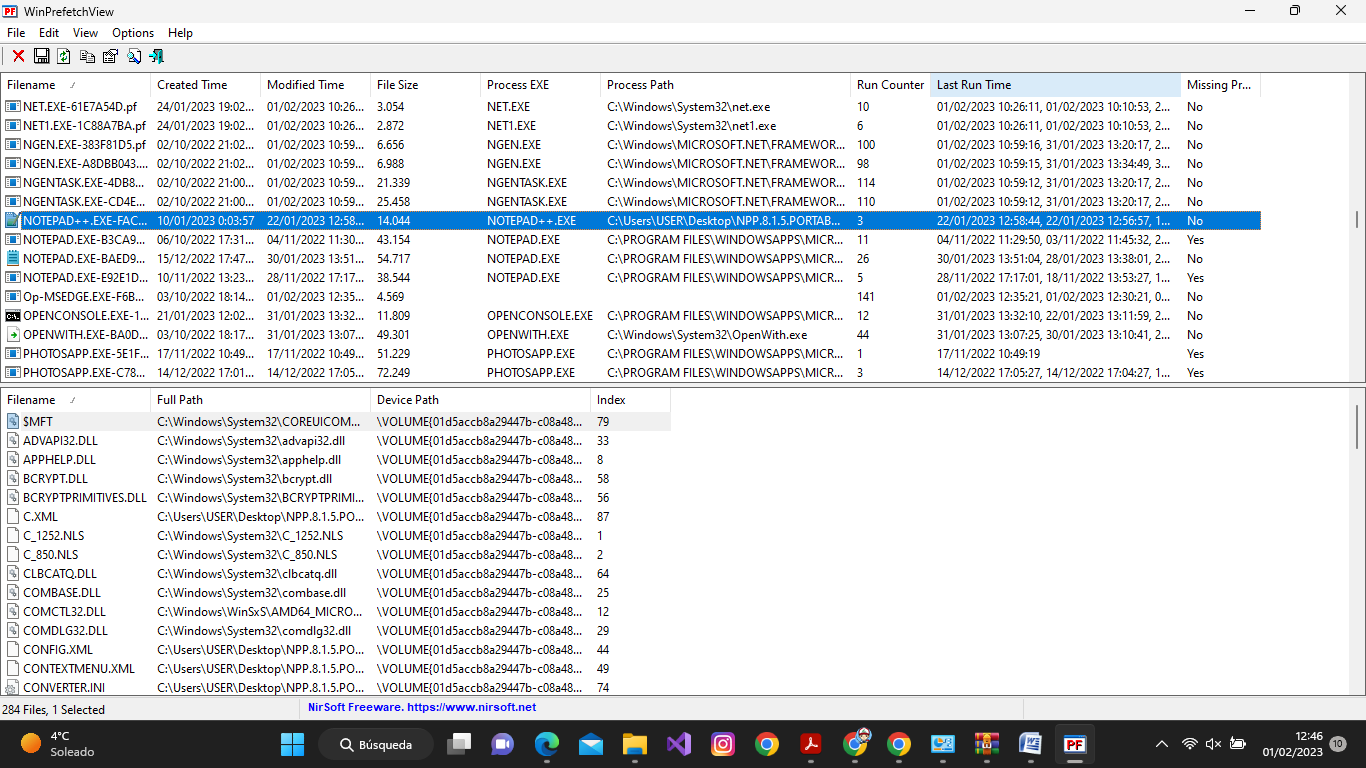 WinPrefetchView
File Edit View Options Help
Filename Created Time Modified Time File Size Process EXE Process Path Run Counter Last Run Time Missing Pr...
NET.EXE-61E7A54D.pf 24/01/2023 19:02... 01/02/2023 10:26... 3.054 NET.EXE C:\Windows\System32\net.exe 10 01/02/2023 10:26:11, 01/02/2023 10:10:53, 2... No
NET1.EXE-1C88A7BA.pf 24/01/2023 19:02... 01/02/2023 10:26... 2.872 NET1.EXE C:\Windows\System32\net1.exe 6 01/02/2023 10:26:11, 01/02/2023 10:10:53, 2... No
NGEN.EXE-383F81D5.pf 02/10/2022 21:02... 01/02/2023 10:59... 6.656 NGEN.EXE C:\Windows\MICROSOFT.NET\FRAMEWOR... 100 01/02/2023 10:59:16, 31/01/2023 13:20:17, 2... No
NGEN.EXE-A8DBB043.... 02/10/2022 21:02... 01/02/2023 10:59... 6.988 NGEN.EXE C:\Windows\MICROSOFT.NET\FRAMEWOR... 98 01/02/2023 10:59:15, 31/01/2023 13:34:49, 3... No
NGENTASK.EXE-4DB8... 02/10/2022 21:00... 01/02/2023 10:59... 21.339 NGENTASK.EXE C:\Windows\MICROSOFT.NET\FRAMEWOR... 114 01/02/2023 10:59:12, 31/01/2023 13:20:17, 2... No
NGENTASK.EXE-CD4E... 02/10/2022 21:00... 01/02/2023 10:59... 25.458 NGENTASK.EXE C:\Windows\MICROSOFT.NET\FRAMEWOR... 110 01/02/2023 10:59:12, 31/01/2023 13:20:17, 2... No
NOTEPAD++.EXE-FAC... 10/01/2023 0:03:57 22/01/2023 12:58... 14.044 NOTEPAD++.EXE C:\Users\USER\Desktop\NPP.8.1.5.PORTAB... 3 22/01/2023 12:58:44, 22/01/2023 12:56:57, 1... No
NOTEPAD.EXE-B3CA9... 06/10/2022 17:31... 04/11/2022 11:30... 43.154 NOTEPAD.EXE C:\PROGRAM FILES\WINDOWSAPPS\MICR... 11 04/11/2022 11:29:50, 03/11/2022 11:45:32, 2... Yes
NOTEPAD.EXE-BAED9... 15/12/2022 17:47... 30/01/2023 13:51... 54.717 NOTEPAD.EXE C:\PROGRAM FILES\WINDOWSAPPS\MICR... 26 30/01/2023 13:51:04, 28/01/2023 13:38:01, 2... No
NOTEPAD.EXE-E92E1D... 10/11/2022 13:23... 28/11/2022 17:17... 38.544 NOTEPAD.EXE C:\PROGRAM FILES\WINDOWSAPPS\MICR... 5 28/11/2022 17:17:01, 18/11/2022 13:53:27, 1... Yes
Op-MSEDGE.EXE-F6B... 03/10/2022 18:14... 01/02/2023 12:35... 4.569 141 01/02/2023 12:35:21, 01/02/2023 12:30:21, 0... No
OPENCONSOLE.EXE-1... 21/01/2023 12:02... 31/01/2023 13:32... 11.809 OPENCONSOLE.EXE C:\PROGRAM FILES\WINDOWSAPPS\MICR... 12 31/01/2023 13:32:10, 22/01/2023 13:11:59, 2... No
OPENWITH.EXE-BA0D... 03/10/2022 18:17... 31/01/2023 13:07... 49.301 OPENWITH.EXE C:\Windows\System32\OpenWith.exe 44 31/01/2023 13:07:25, 30/01/2023 13:10:41, 2... No
PHOTOSAPP.EXE-5E1F... 17/11/2022 10:49... 17/11/2022 10:49... 51.229 PHOTOSAPP.EXE C:\PROGRAM FILES\WINDOWSAPPS\MICR... 1 17/11/2022 10:49:19 Yes
PHOTOSAPP.EXE-C78... 14/12/2022 17:01... 14/12/2022 17:05... 72.249 PHOTOSAPP.EXE C:\PROGRAM FILES\WINDOWSAPPS\MICR... 3 14/12/2022 17:05:27, 14/12/2022 17:04:27, 1... Yes
Filename Full Path Device Path Index
$MFT C:\Windows\System32\COREUICOM... \VOLUME{01d5accb8a29447b-c08a48... 79
ADVAPI32.DLL C:\Windows\System32\advapi32.dll \VOLUME{01d5accb8a29447b-c08a48... 33
APPHELP.DLL C:\Windows\System32\apphelp.dll \VOLUME{01d5accb8a29447b-c08a48... 8
BCRYPT.DLL C:\Windows\System32\bcrypt.dll \VOLUME{01d5accb8a29447b-c08a48... 58
BCRYPTPRIMITIVES.DLL C:\Windows\System32\BCRYPTPRIMI... \VOLUME{01d5accb8a29447b-c08a48... 56
C.XML C:\Users\USER\Desktop\NPP.8.1.5.PO... \VOLUME{01d5accb8a29447b-c08a48... 87
C_1252.NLS C:\Windows\System32\C_1252.NLS \VOLUME{01d5accb8a29447b-c08a48... 1
C_850.NLS C:\Windows\System32\C_850.NLS \VOLUME{01d5accb8a29447b-c08a48... 2
CLBCATQ.DLL C:\Windows\System32\clbcatq.dll \VOLUME{01d5accb8a29447b-c08a48... 64
COMBASE.DLL C:\Windows\System32\combase.dll \VOLUME{01d5accb8a29447b-c08a48... 25
COMCTL32.DLL C:\Windows\WinSxS\AMD64_MICRO... \VOLUME{01d5accb8a29447b-c08a48... 12
COMDLG32.DLL C:\Windows\System32\comdlg32.dll \VOLUME{01d5accb8a29447b-c08a48... 29
CONFIG.XML C:\Users\USER\Desktop\NPP.8.1.5.PO... \VOLUME{01d5accb8a29447b-c08a48... 44
CONTEXTMENU.XML C:\Users\USER\Desktop\NPP.8.1.5.PO... \VOLUME{01d5accb8a29447b-c08a48... 49
CONVERTER.INI C:\Users\USER\Desktop\NPP.8.1.5.PO... \VOLUME{01d5accb8a29447b-c08a48... 74
284 Files, 1 Selected NirSoft Freeware. https://www.nirsoft.net
4°C
Soleado
Búsqueda
12:46
01/02/2023
10